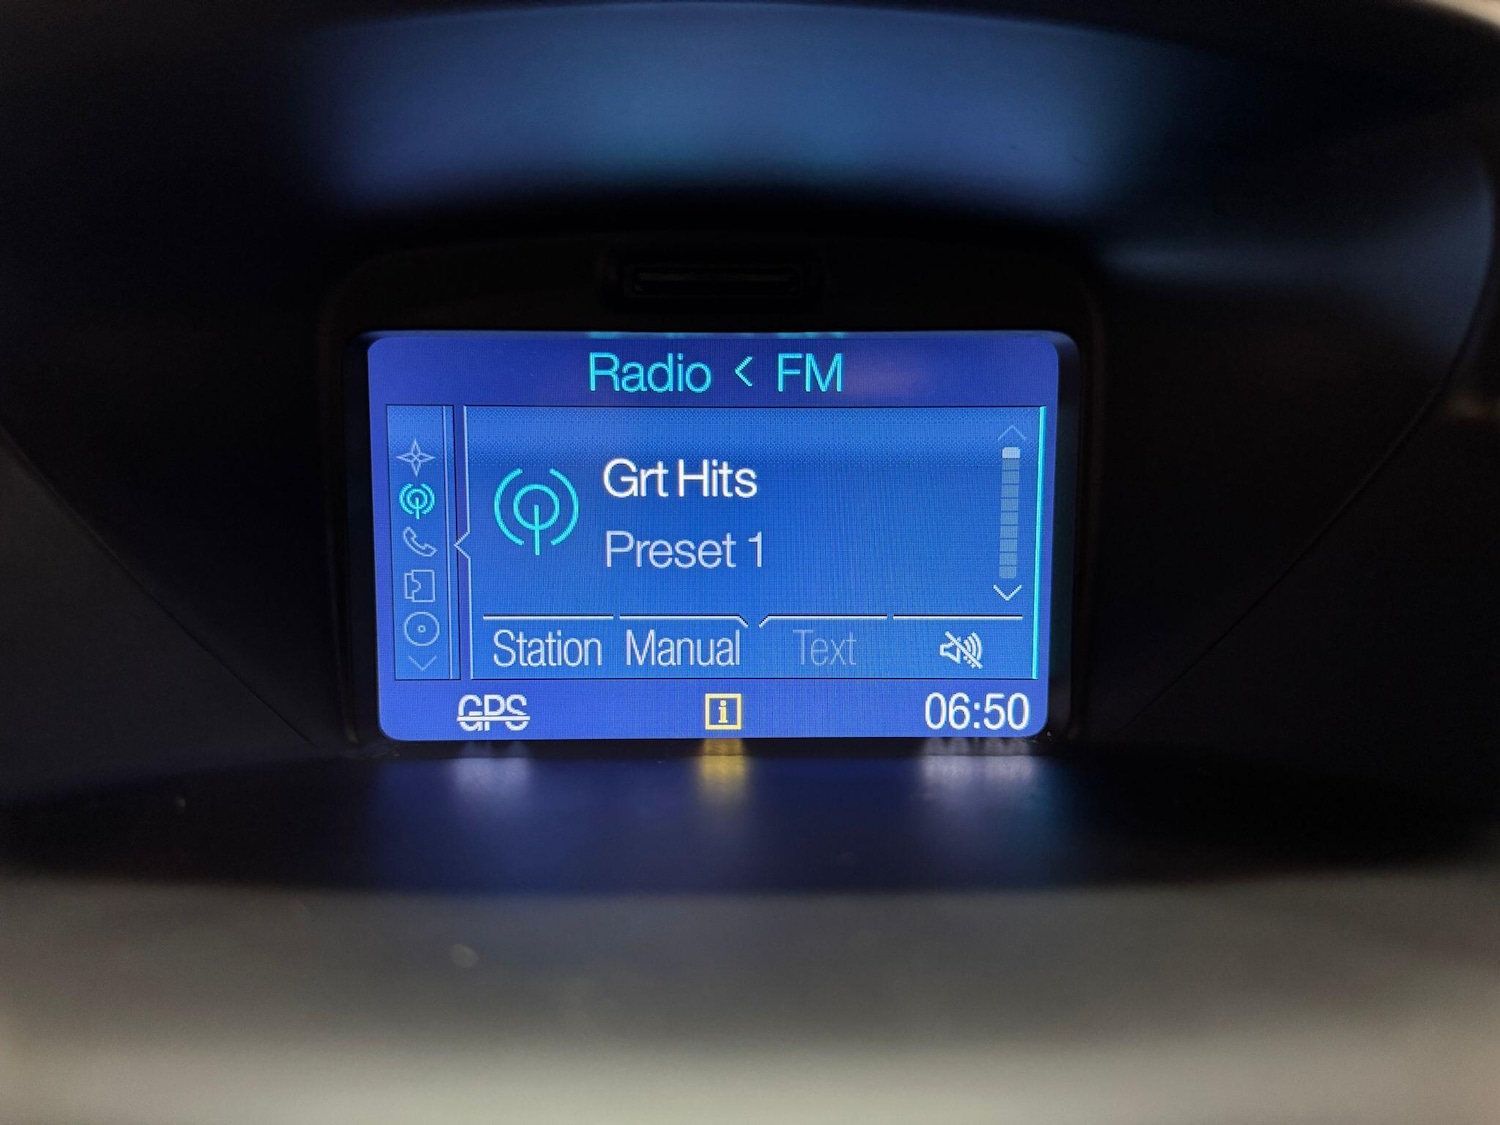 Radio < FM
Grt Hits
Preset 1
Station Manual Text
GPS i 06:50